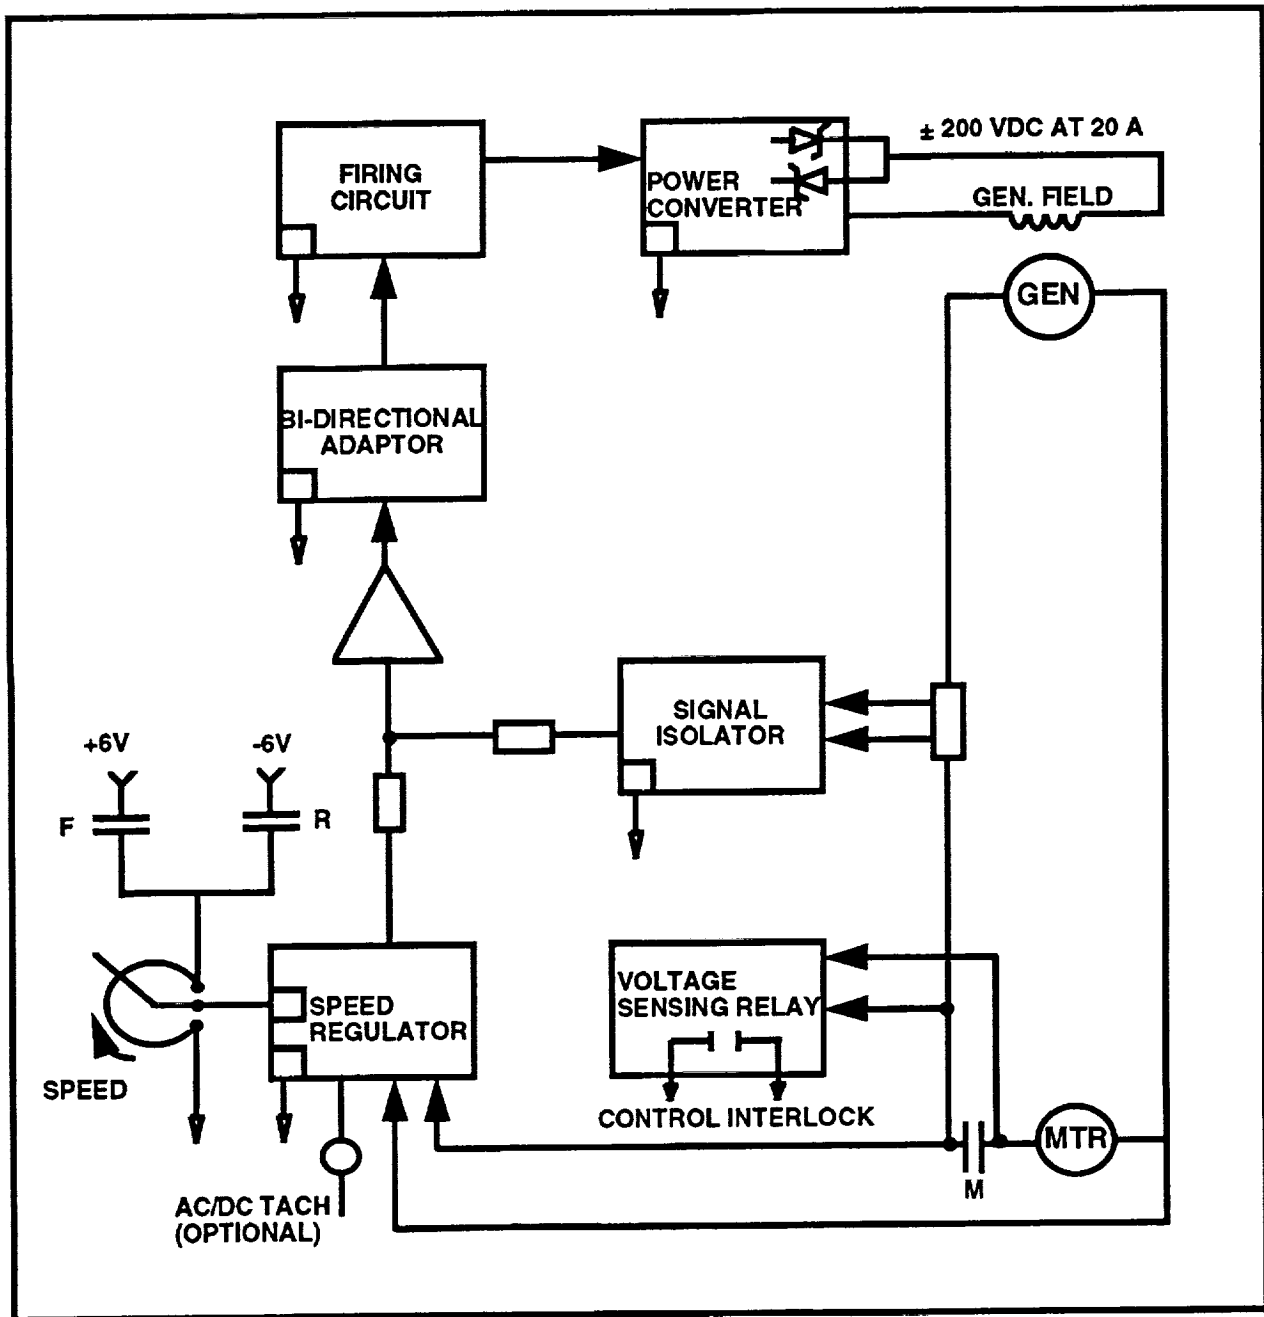 ± 200 VDC AT 20 A
FIRING
CIRCUIT
POWER
CONVERTER
GEN. FIELD
GEN
BI-DIRECTIONAL
ADAPTOR
SIGNAL
ISOLATOR
+6V
-6V
F
R
VOLTAGE
SENSING RELAY
SPEED
REGULATOR
SPEED
CONTROL INTERLOCK
MTR
M
AC/DC TACH
(OPTIONAL)